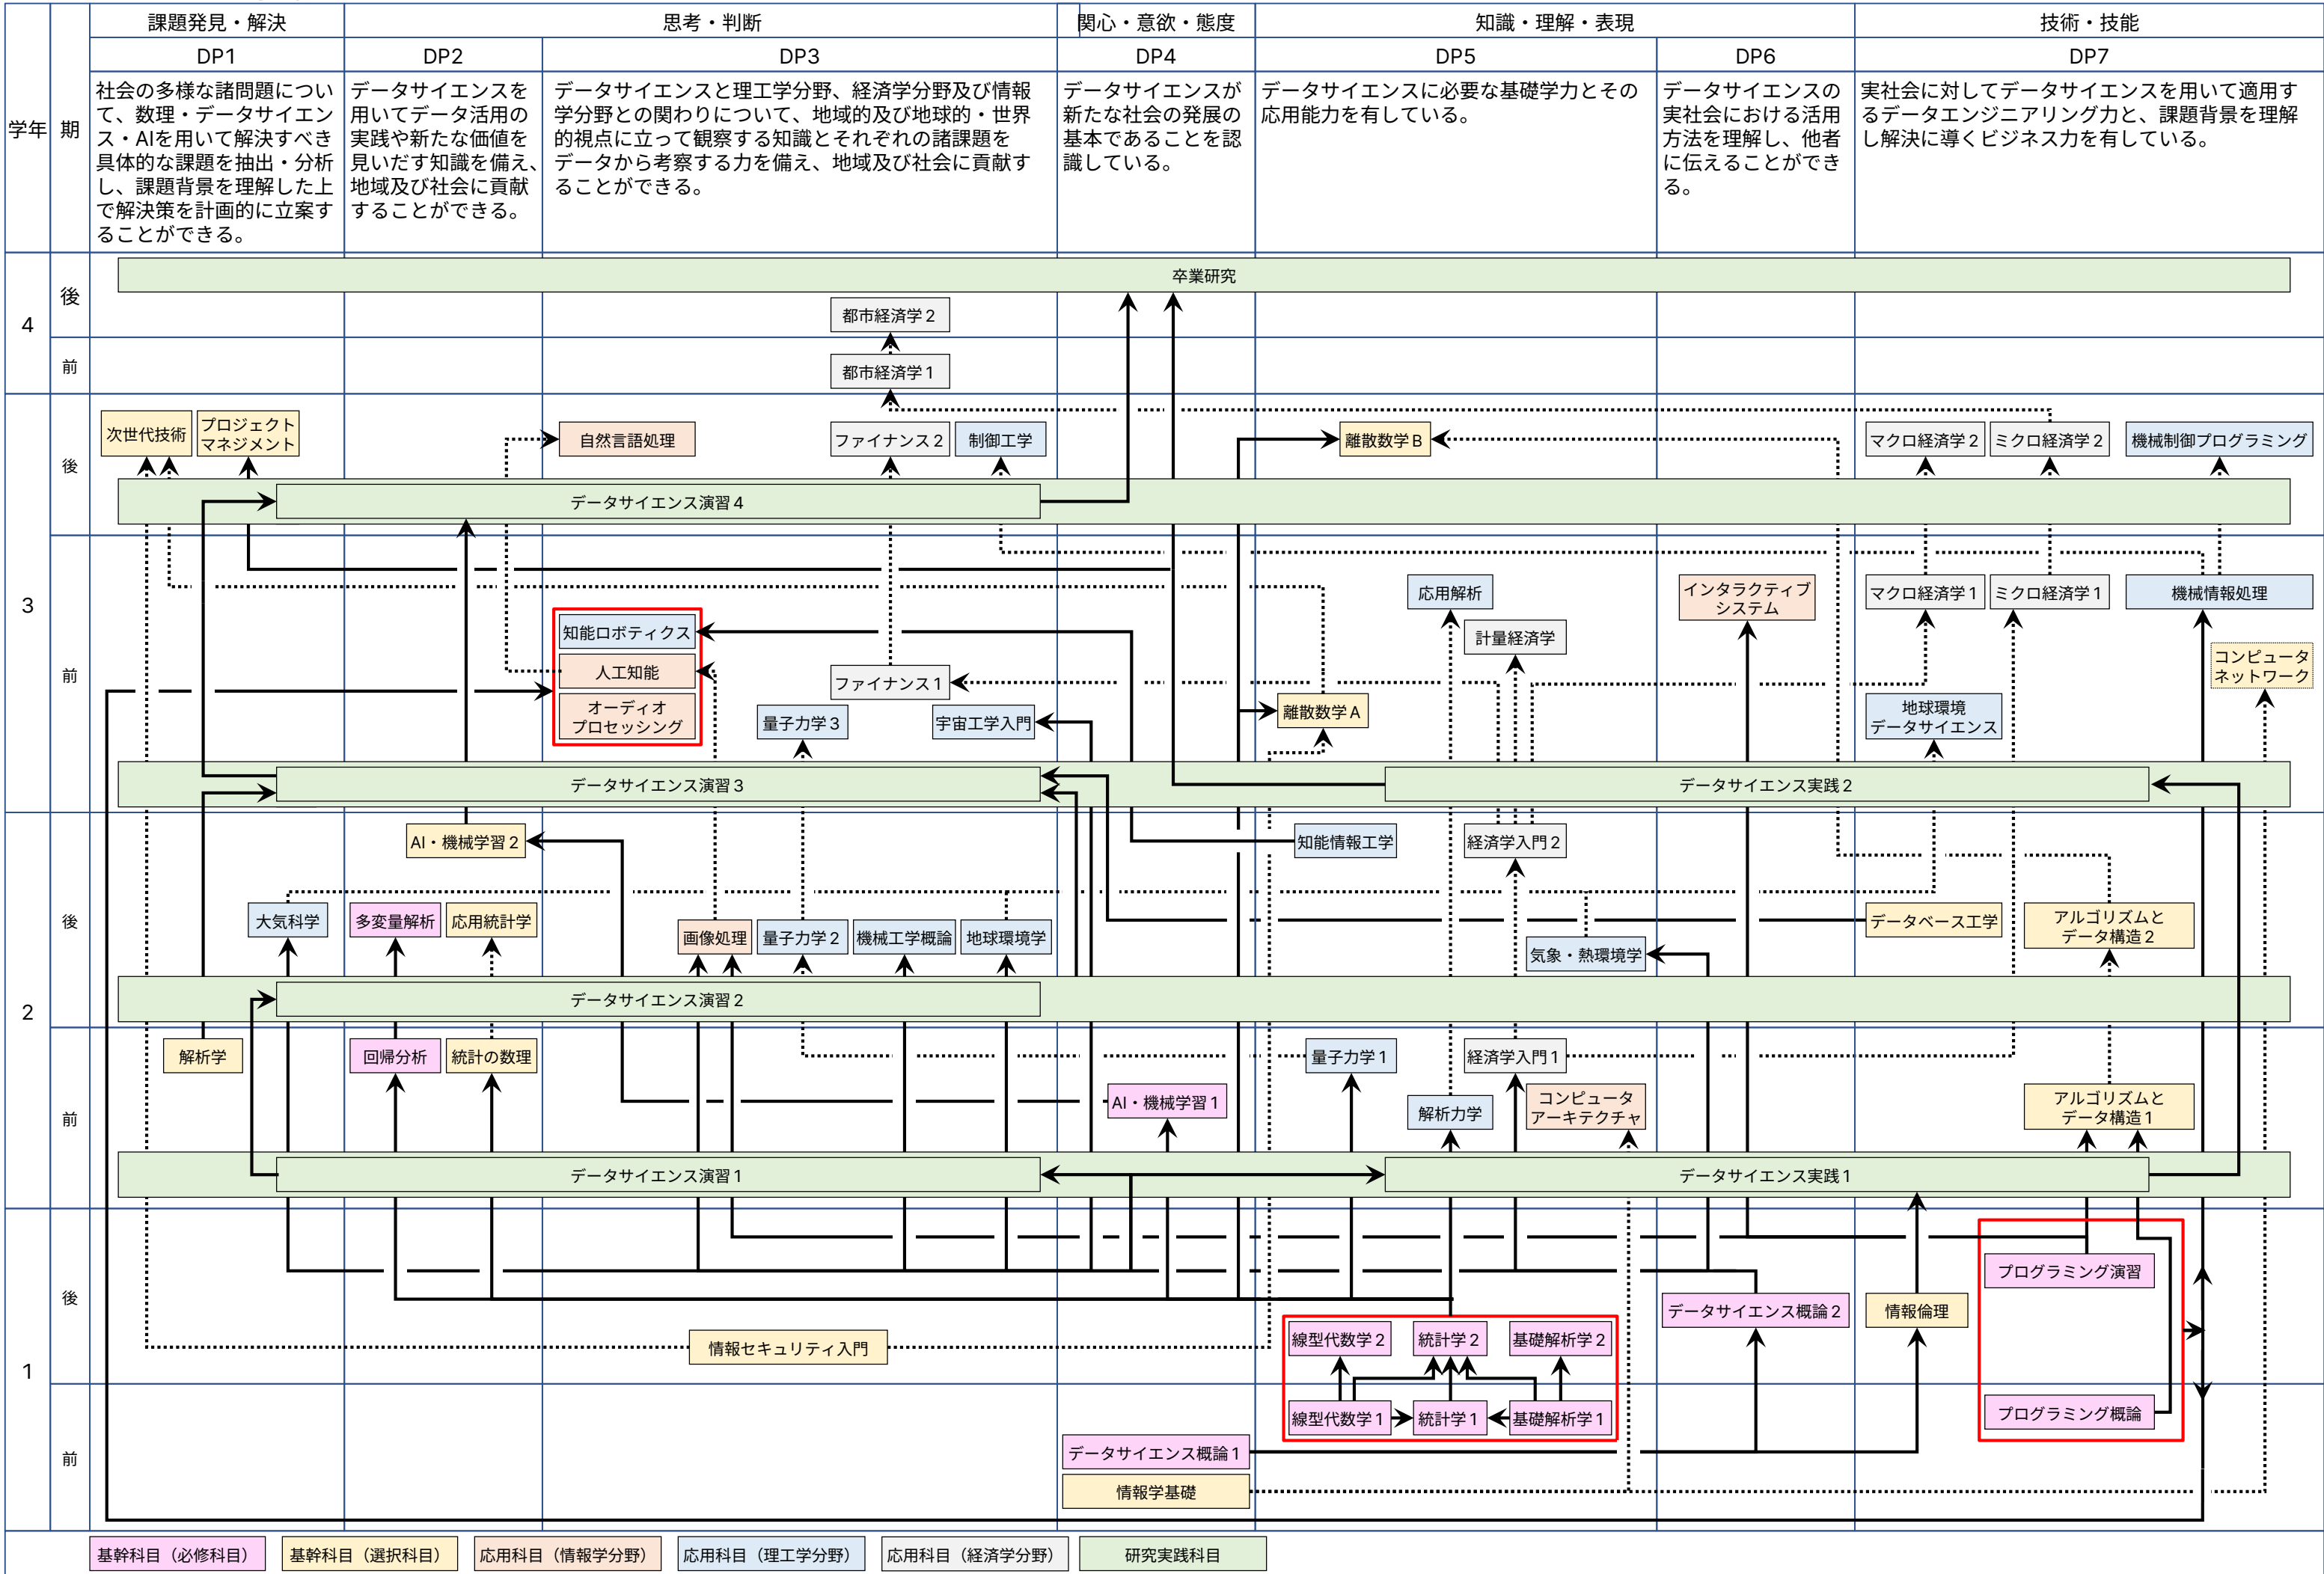 課題発見・解決
思考・判断
関心・意欲・態度
知識・理解・表現
技術・技能
学年
期
DP1
DP2
DP3
DP4
DP5
DP6
DP7
社会の多様な諸問題につい
て、数理・データサイエン
ス・AIを用いて解決すべき
具体的な課題を抽出・分析
し、課題背景を理解した上
で解決策を計画的に立案す
ることができる。
データサイエンスを
用いてデータ活用の
実践や新たな価値を
見いだす知識を備え、
地域及び社会に貢献
することができる。
データサイエンスと理工学分野、経済学分野及び情報
学分野との関わりについて、地域的及び地球的・世界
的視点に立って観察する知識とそれぞれの諸課題を
データから考察する力を備え、地域及び社会に貢献す
ることができる。
データサイエンスが
新たな社会の発展の
基本であることを認
識している。
データサイエンスに必要な基礎学力とその
応用能力を有している。
データサイエンスの
実社会における活用
方法を理解し、他者
に伝えることができ
る。
実社会に対してデータサイエンスを用いて適用す
るデータエンジニアリング力と、課題背景を理解
し解決に導くビジネス力を有している。
4
後
卒業研究
都市経済学2
前
都市経済学1
3
後
次世代技術
プロジェクト
マネジメント
自然言語処理
ファイナンス2
制御工学
離散数学B
マクロ経済学2
ミクロ経済学2
機械制御プログラミング
データサイエンス演習4
前
応用解析
インタラクティブ
システム
マクロ経済学1
ミクロ経済学1
機械情報処理
知能ロボティクス
計量経済学
人工知能
ファイナンス1
コンピュータ
ネットワーク
オーディオ
プロセッシング
量子力学3
宇宙工学入門
離散数学A
地球環境
データサイエンス
データサイエンス演習3
データサイエンス実践2
2
後
AI・機械学習2
知能情報工学
経済学入門2
大気科学
多変量解析
応用統計学
画像処理
量子力学2
機械工学概論
地球環境学
気象・熱環境学
データベース工学
アルゴリズムと
データ構造2
データサイエンス演習2
前
解析学
回帰分析
統計の数理
量子力学1
経済学入門1
AI・機械学習1
解析力学
コンピュータ
アーキテクチャ
アルゴリズムと
データ構造1
データサイエンス演習1
データサイエンス実践1
1
後
プログラミング演習
データサイエンス概論2
情報倫理
情報セキュリティ入門
線型代数学2
統計学2
基礎解析学2
前
線型代数学1
統計学1
基礎解析学1
プログラミング概論
データサイエンス概論1
情報学基礎
基幹科目（必修科目）
基幹科目（選択科目）
応用科目（情報学分野）
応用科目（理工学分野）
応用科目（経済学分野）
研究実践科目